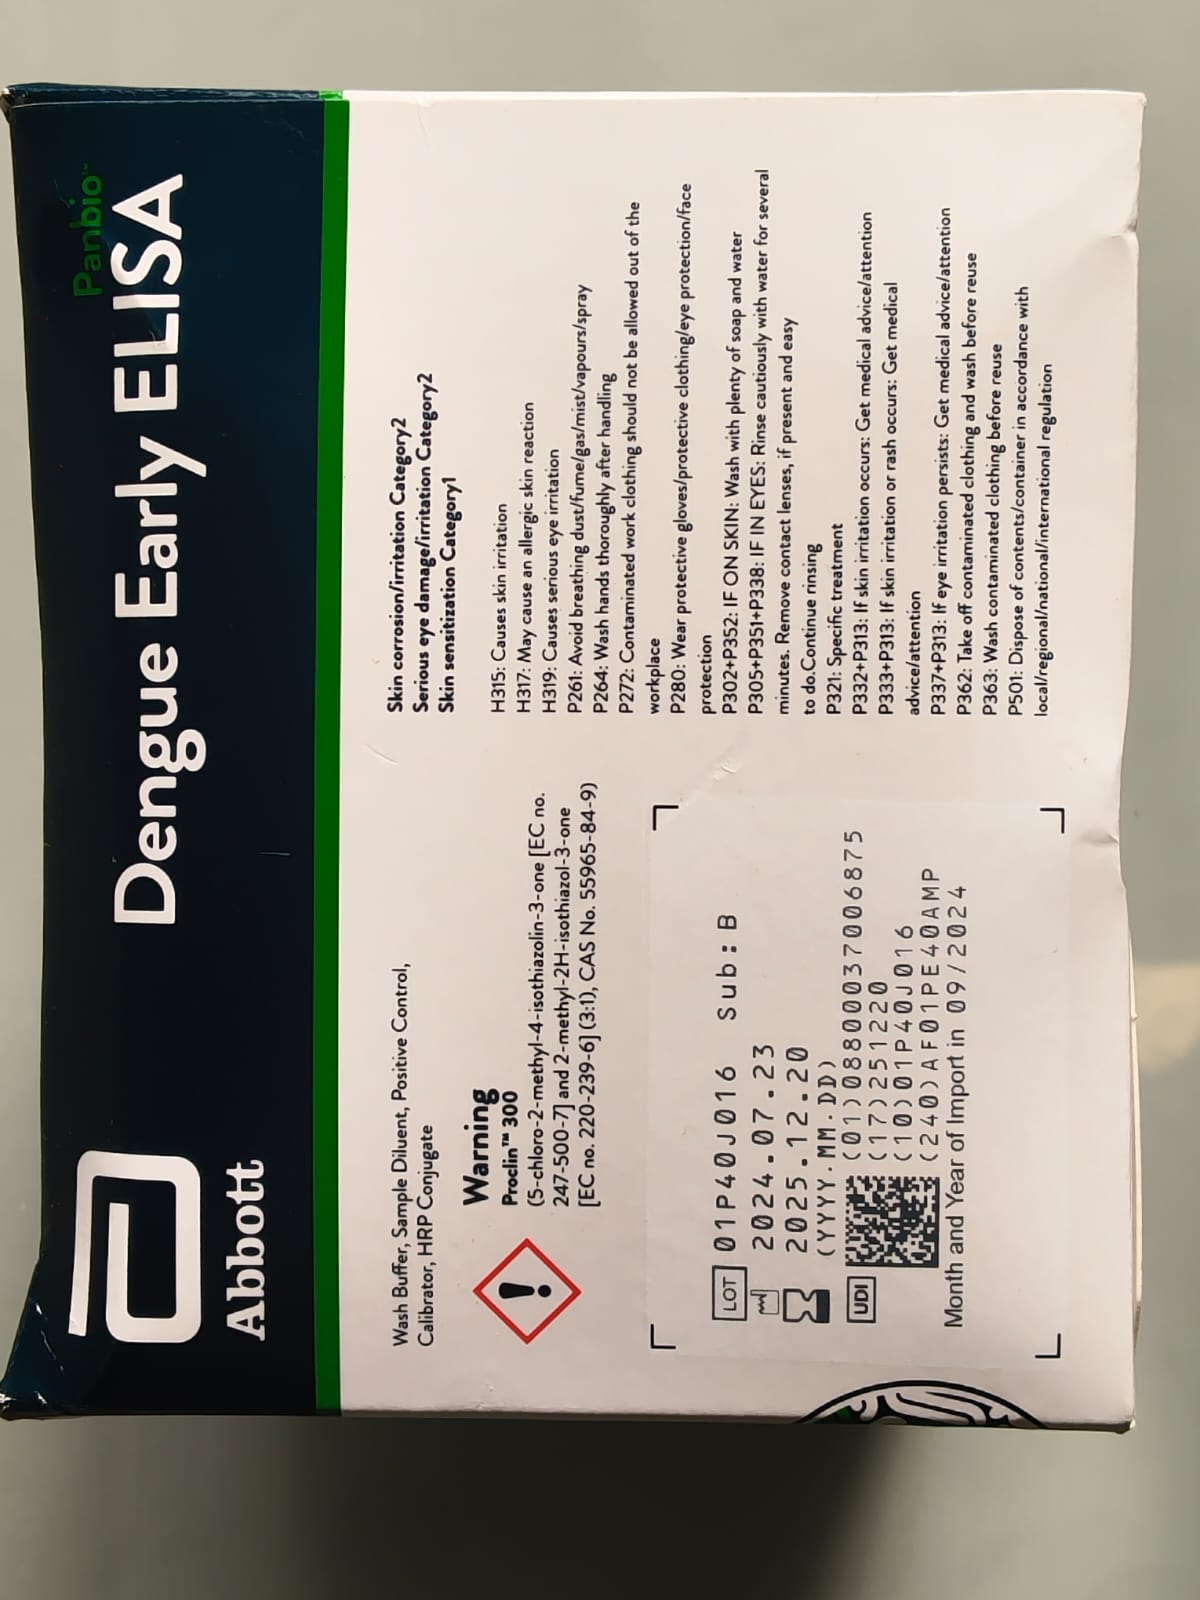 Abbott
Panbio™
Dengue Early ELISA
Wash Buffer, Sample Diluent, Positive Control,
Calibrator, HRP Conjugate
Warning
Proclin™ 300
(5-chloro-2-methyl-4-isothiazolin-3-one [EC no.
247-500-7] and 2-methyl-2H-isothiazol-3-one
[EC no. 220-239-6] (3:1), CAS No. 55965-84-9)
LOT 01P40J016 Sub: B
2024.07.23
2025.12.20
(YYYY.MM.DD)
UDI (01)08800037006875
(17)251220
(10)01P40J016
(240)AF01PE40AMP
Month and Year of Import in 09/2024
Skin corrosion/irritation Category2
Serious eye damage/irritation Category2
Skin sensitization Category1
H315: Causes skin irritation
H317: May cause an allergic skin reaction
H319: Causes serious eye irritation
P261: Avoid breathing dust/fume/gas/mist/vapours/spray
P264: Wash hands thoroughly after handling
P272: Contaminated work clothing should not be allowed out of the
workplace
P280: Wear protective gloves/protective clothing/eye protection/face
protection
P302+P352: IF ON SKIN: Wash with plenty of soap and water
P305+P351+P338: IF IN EYES: Rinse cautiously with water for several
minutes. Remove contact lenses, if present and easy
to do.Continue rinsing
P321: Specific treatment
P332+P313: If skin irritation occurs: Get medical advice/attention
P333+P313: If skin irritation or rash occurs: Get medical
advice/attention
P337+P313: If eye irritation persists: Get medical advice/attention
P362: Take off contaminated clothing and wash before reuse
P363: Wash contaminated clothing before reuse
P501: Dispose of contents/container in accordance with
local/regional/national/international regulation